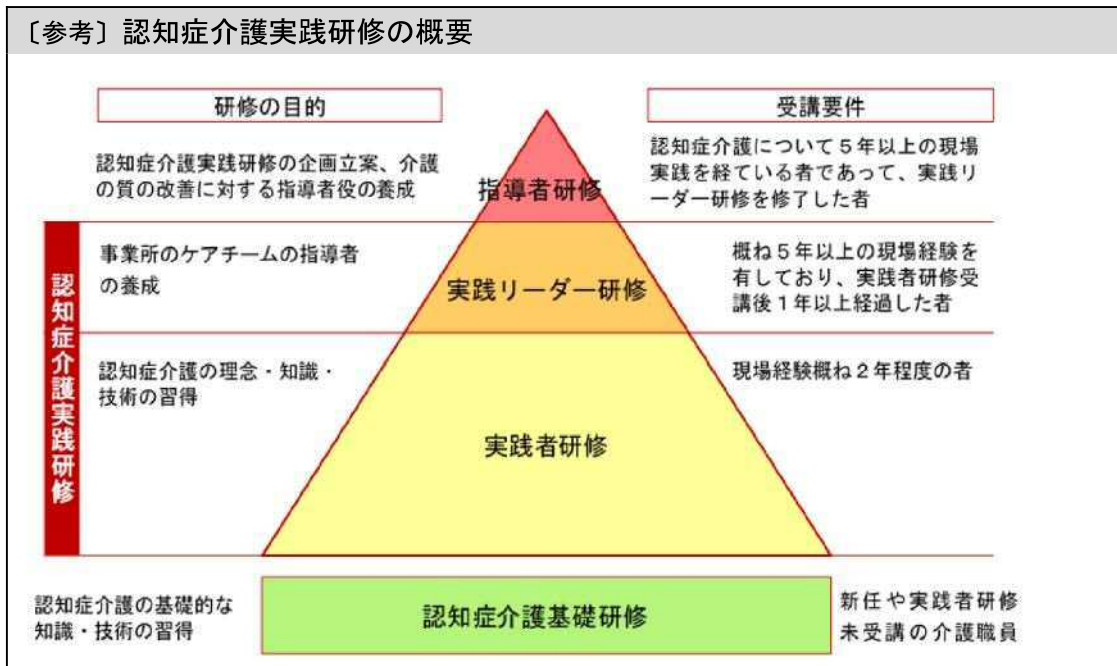 〔参考〕認知症介護実践研修の概要
研修の目的
受講要件
認知症介護実践研修の企画立案、介護
の質の改善に対する指導者役の養成
指導者研修
認知症介護について５年以上の現場
実践を経ている者であって、実践リ
ーダー研修を修了した者
認知症介護実践研修
事業所のケアチームの指導者
の養成
実践リーダー研修
概ね５年以上の現場経験を
有しており、実践者研修受
講後１年以上経過した者
認知症介護の理念・知識・
技術の習得
実践者研修
現場経験概ね２年程度の者
認知症介護の基礎的な
知識・技術の習得
認知症介護基礎研修
新任や実践者研修
未受講の介護職員